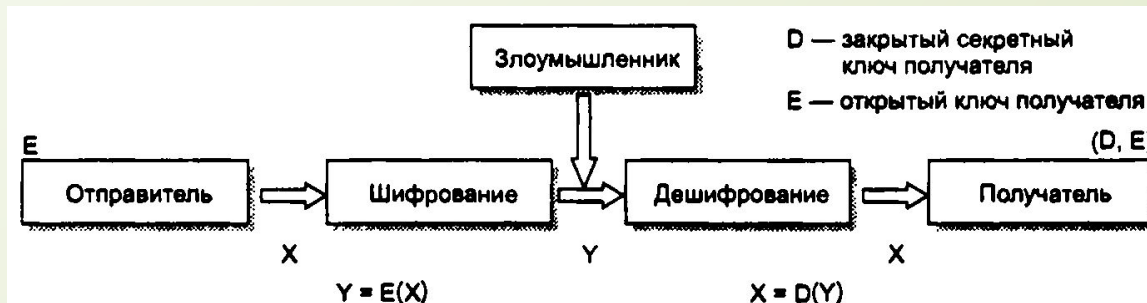 Злоумышленник
D — закрытый секретный
ключ получателя
E — открытый ключ получателя
E
(D, E
Отправитель
Шифрование
Дешифрование
Получатель
X
Y
X
Y = E(X)
X = D(Y)